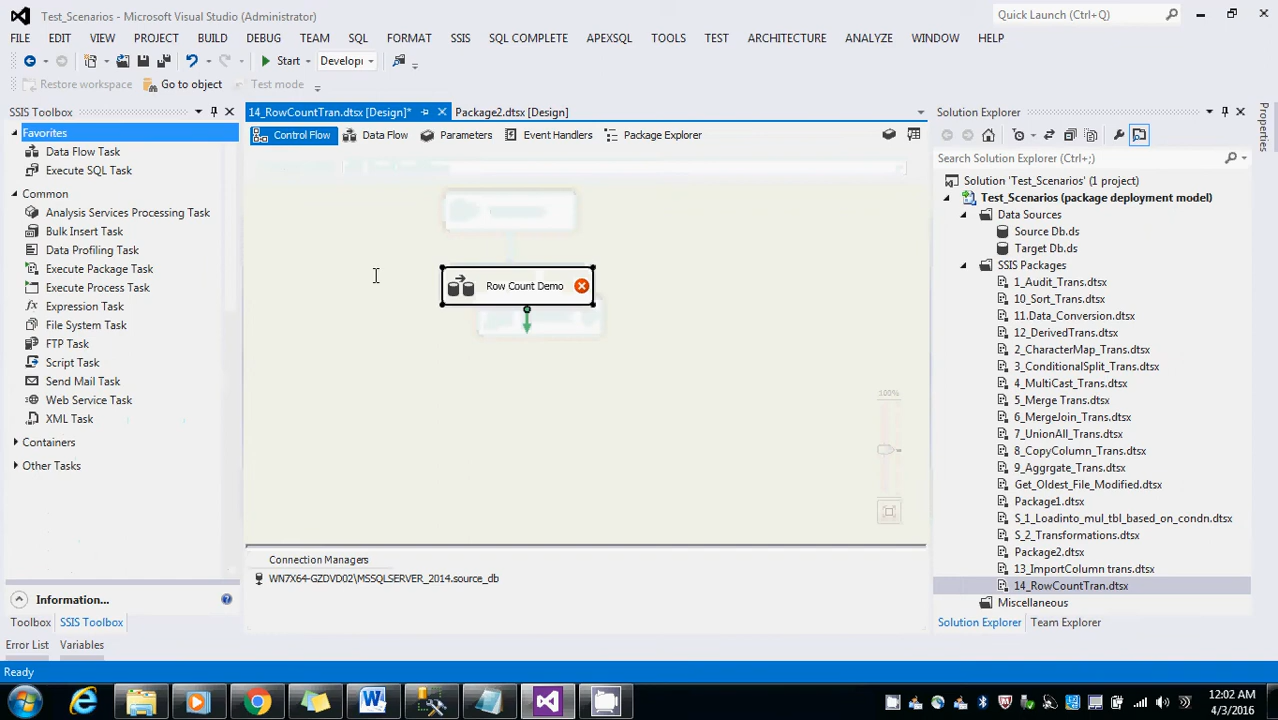 Test_Scenarios - Microsoft Visual Studio (Administrator)
Quick Launch (Ctrl+Q)
FILE EDIT VIEW PROJECT BUILD DEBUG TEAM SQL FORMAT SSIS SQL COMPLETE APEXSQL TOOLS TEST ARCHITECTURE ANALYZE WINDOW HELP
Start Developi
Restore workspace Go to object Test mode
SSIS Toolbox
Favorites
Data Flow Task
Execute SQL Task
Common
Analysis Services Processing Task
Bulk Insert Task
Data Profiling Task
Execute Package Task
Execute Process Task
Expression Task
File System Task
FTP Task
Script Task
Send Mail Task
Web Service Task
XML Task
Containers
Other Tasks
Information...
Toolbox SSIS Toolbox
Error List Variables
Ready
14_RowCountTran.dtsx [Design]* Package2.dtsx [Design]
Control Flow Data Flow Parameters Event Handlers Package Explorer
Row Count Demo
100%
Connection Managers
WN7X64-GZDVD02\MSSQLSERVER_2014.source_db
Solution Explorer
Search Solution Explorer (Ctrl+;)
Solution 'Test_Scenarios' (1 project)
Test_Scenarios (package deployment model)
Data Sources
Source Db.ds
Target Db.ds
SSIS Packages
1_Audit_Trans.dtsx
10_Sort_Trans.dtsx
11.Data_Conversion.dtsx
12_DerivedTrans.dtsx
2_CharacterMap_Trans.dtsx
3_ConditionalSplit_Trans.dtsx
4_MultiCast_Trans.dtsx
5_Merge Trans.dtsx
6_MergeJoin_Trans.dtsx
7_UnionAll_Trans.dtsx
8_CopyColumn_Trans.dtsx
9_Aggrgate_Trans.dtsx
Get_Oldest_File_Modified.dtsx
Package1.dtsx
S_1_Loadinto_mul_tbl_based_on_condn.dtsx
S_2_Transformations.dtsx
Package2.dtsx
13_ImportColumn trans.dtsx
14_RowCountTran.dtsx
Miscellaneous
Solution Explorer Team Explorer
Properties
12:02 AM
4/3/2016